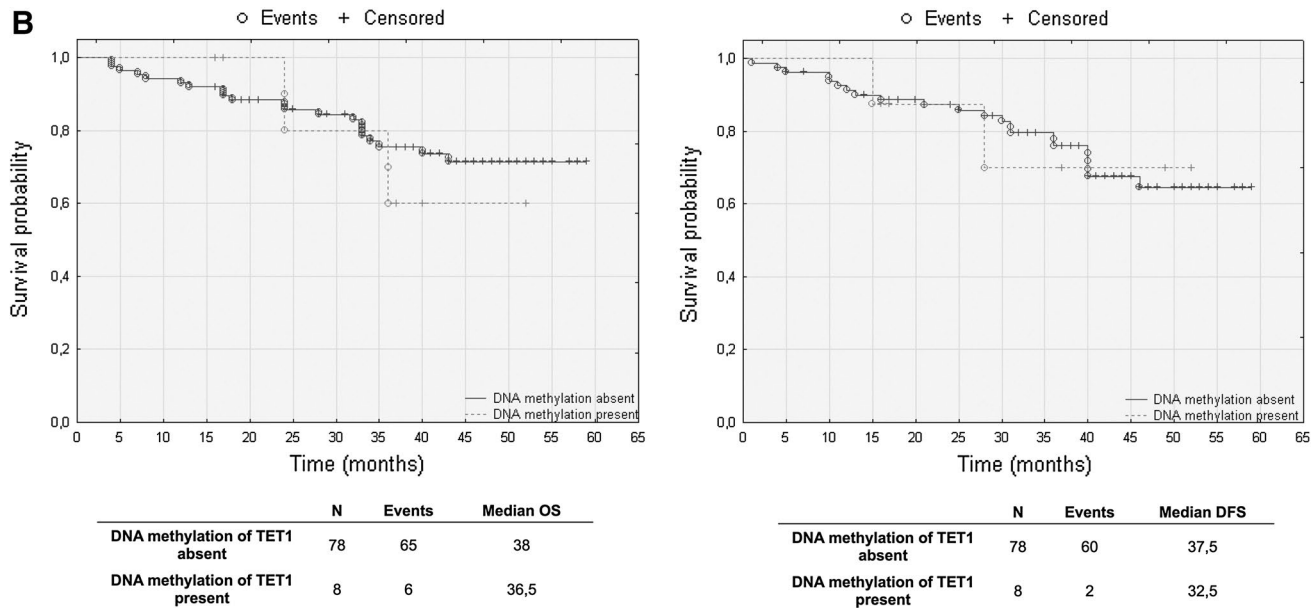 B
Events + Censored
Survival probability
1,0
0,8
0,6
0,4
0,2
0,0
0 5 10 15 20 24 25 30 35 40 45 50 55 60 65
DNA methylation absent
DNA methylation present
Time (months)
N Events Median OS
DNA methylation of TET1
absent
78 65 38
DNA methylation of TET1
present
8 6 36,5
Events + Censored
Survival probability
1,0
0,8
0,6
0,4
0,2
0,0
0 5 10 15 20 25 30 35 40 46 50 55 60 65
DNA methylation absent
DNA methylation present
Time (months)
N Events Median DFS
DNA methylation of TET1
absent
78 60 37,5
DNA methylation of TET1
present
8 2 32,5